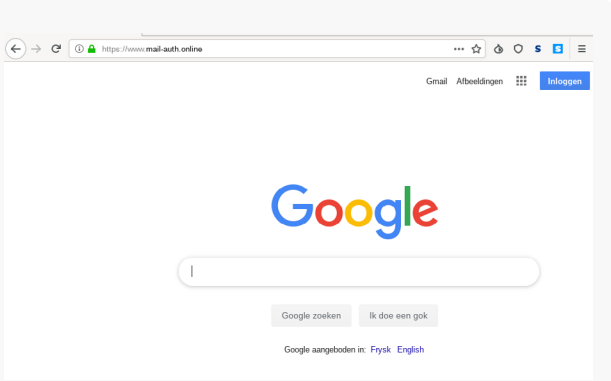 https://www.mail-auth.online
Gmail Afbeeldingen Inloggen
Google
Google zoeken Ik doe een gok
Google aangeboden in: Frysk English